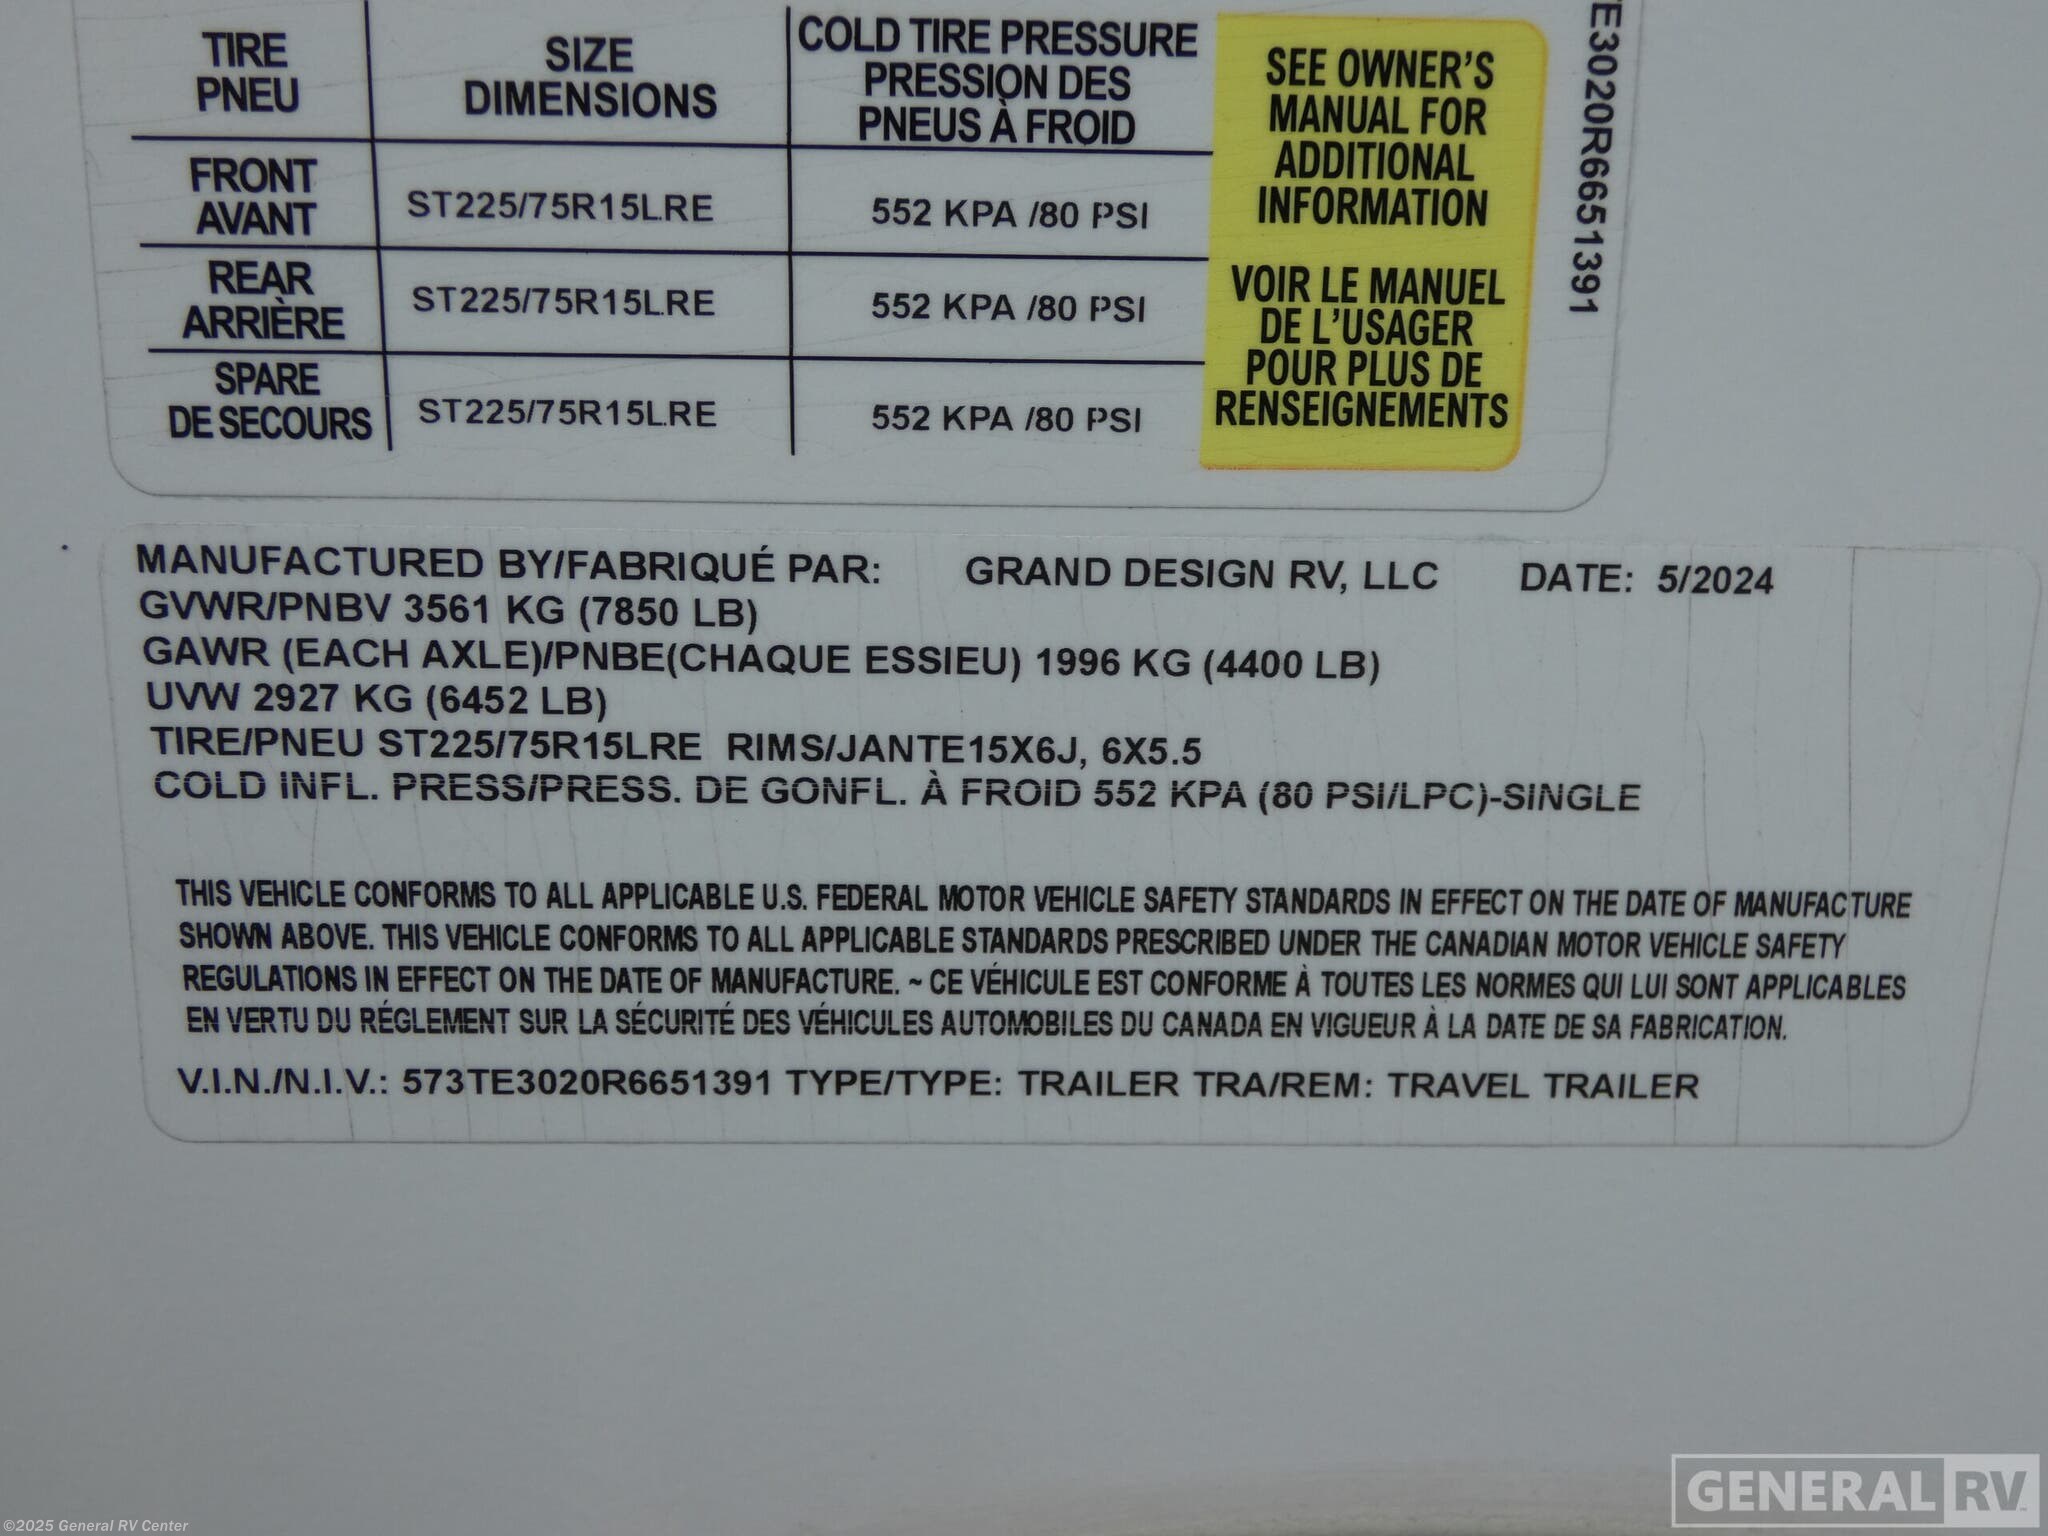 TIRE SIZE COLD TIRE PRESSURE
PNEU DIMENSIONS PRESSION DES
PNEUS À FROID
FRONT
AVANT ST225/75R15LRE 552 KPA /80 PSI
REAR
ARRIÈRE ST225/75R15LRE 552 KPA /80 PSI
SPARE
DE SECOURS ST225/75R15LRE 552 KPA /80 PSI
SEE OWNER'S
MANUAL FOR
ADDITIONAL
INFORMATION
VOIR LE MANUEL
DE L'USAGER
POUR PLUS DE
RENSEIGNEMENTS
E3020R6651391
MANUFACTURED BY/FABRIQUÉ PAR: GRAND DESIGN RV, LLC DATE: 5/2024
GVWR/PNBV 3561 KG (7850 LB)
GAWR (EACH AXLE)/PNBE(CHAQUE ESSIEU) 1996 KG (4400 LB)
UVW 2927 KG (6452 LB)
TIRE/PNEU ST225/75R15LRE RIMS/JANTE15X6J, 6X5.5
COLD INFL. PRESS/PRESS. DE GONFL. À FROID 552 KPA (80 PSI/LPC)-SINGLE
THIS VEHICLE CONFORMS TO ALL APPLICABLE U.S. FEDERAL MOTOR VEHICLE SAFETY STANDARDS IN EFFECT ON THE DATE OF MANUFACTURE
SHOWN ABOVE. THIS VEHICLE CONFORMS TO ALL APPLICABLE STANDARDS PRESCRIBED UNDER THE CANADIAN MOTOR VEHICLE SAFETY
REGULATIONS IN EFFECT ON THE DATE OF MANUFACTURE. ~ CE VÉHICULE EST CONFORME À TOUTES LES NORMES QUI LUI SONT APPLICABLES
EN VERTU DU RÉGLEMENT SUR LA SÉCURITÉ DES VÉHICULES AUTOMOBILES DU CANADA EN VIGUEUR À LA DATE DE SA FABRICATION.
V.I.N./N.I.V.: 573TE3020R6651391 TYPE/TYPE: TRAILER TRA/REM: TRAVEL TRAILER
GENERAL RV
©2025 General RV Center